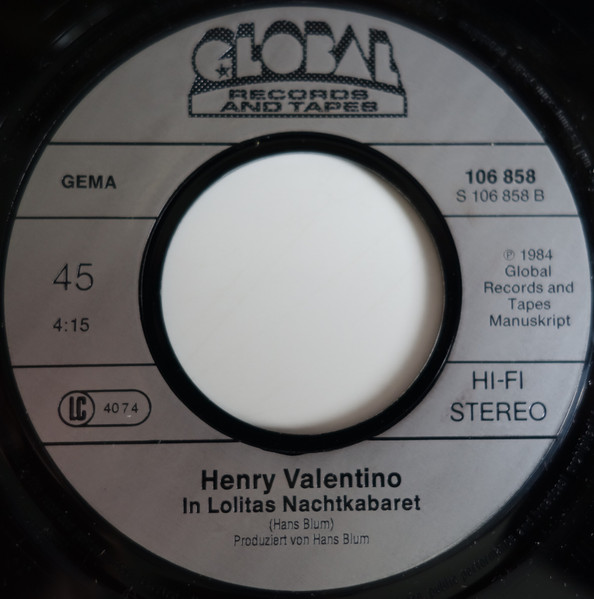 GLOBAL
RECORDS
AND TAPES
GEMA
106 858
S 106 858 B
45
4:15
℗ 1984
Global
Records and
Tapes
Manuskript
LC 4074
HI-FI
STEREO
Henry Valentino
In Lolitas Nachtkabaret
(Hans Blum)
Produziert von Hans Blum